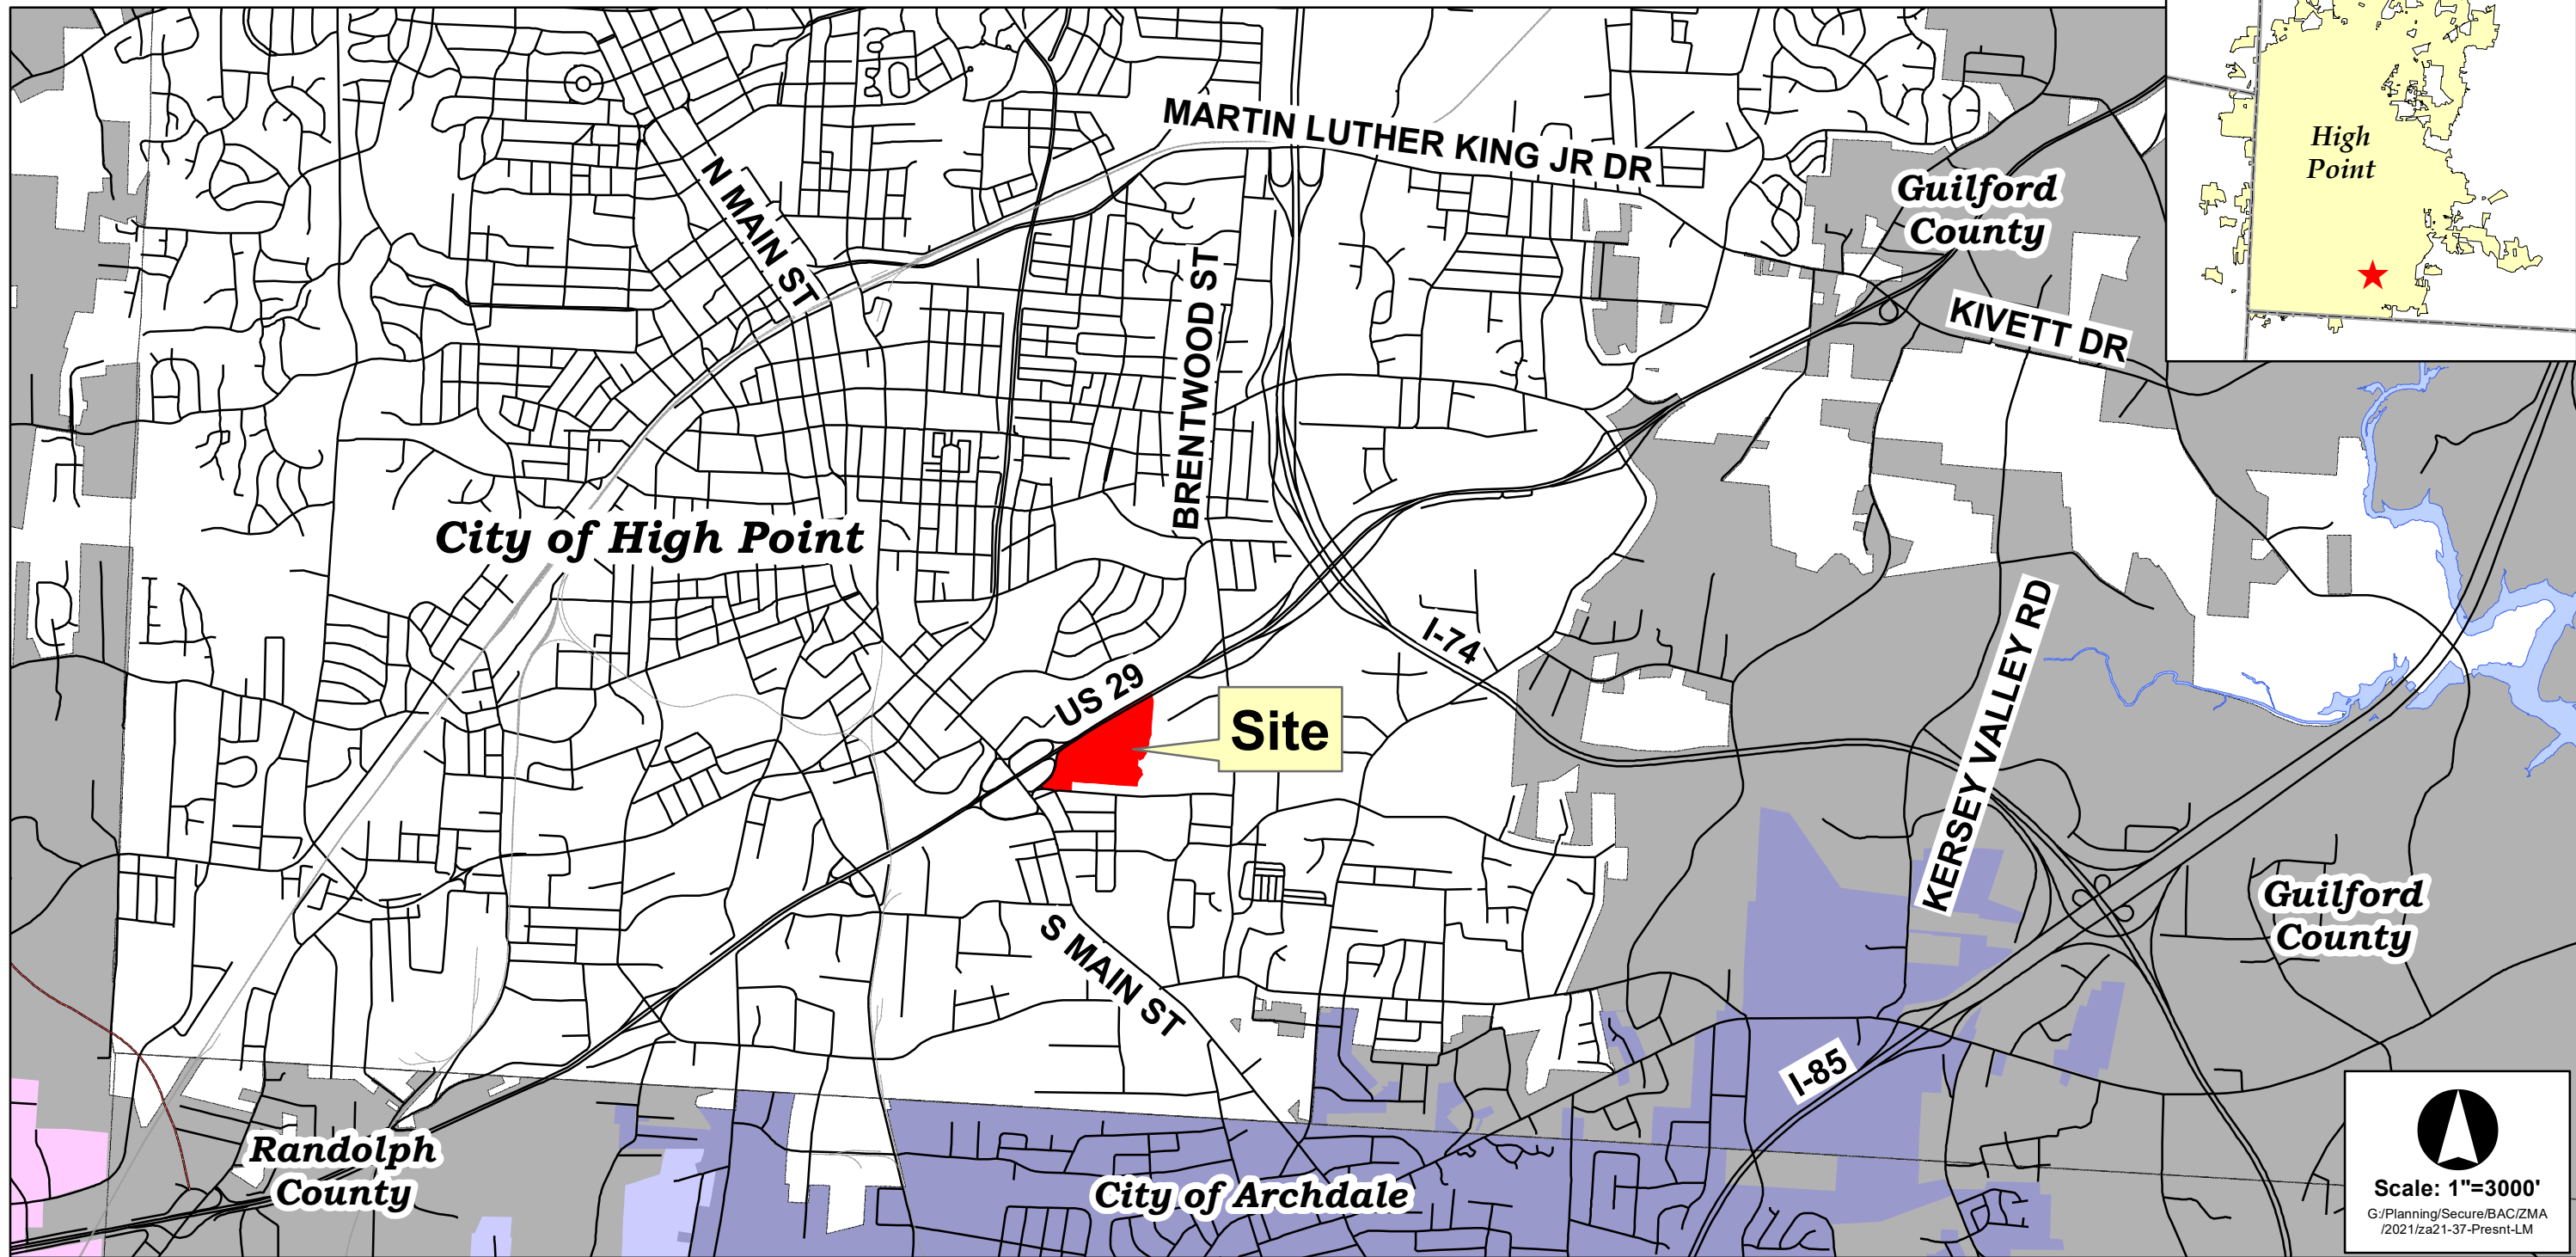 High
Point
MARTIN LUTHER KING JR DR
N MAIN ST
Guilford
County
BRENTWOOD ST
KIVETT DR
City of High Point
I-74
US 29
Site
KERSEY VALLEY RD
Guilford
County
S MAIN ST
I-85
Randolph
County
City of Archdale
Scale: 1"=3000'
G:/Planning/Secure/BAC/ZMA
/2021/za21-37-Presnt-LM